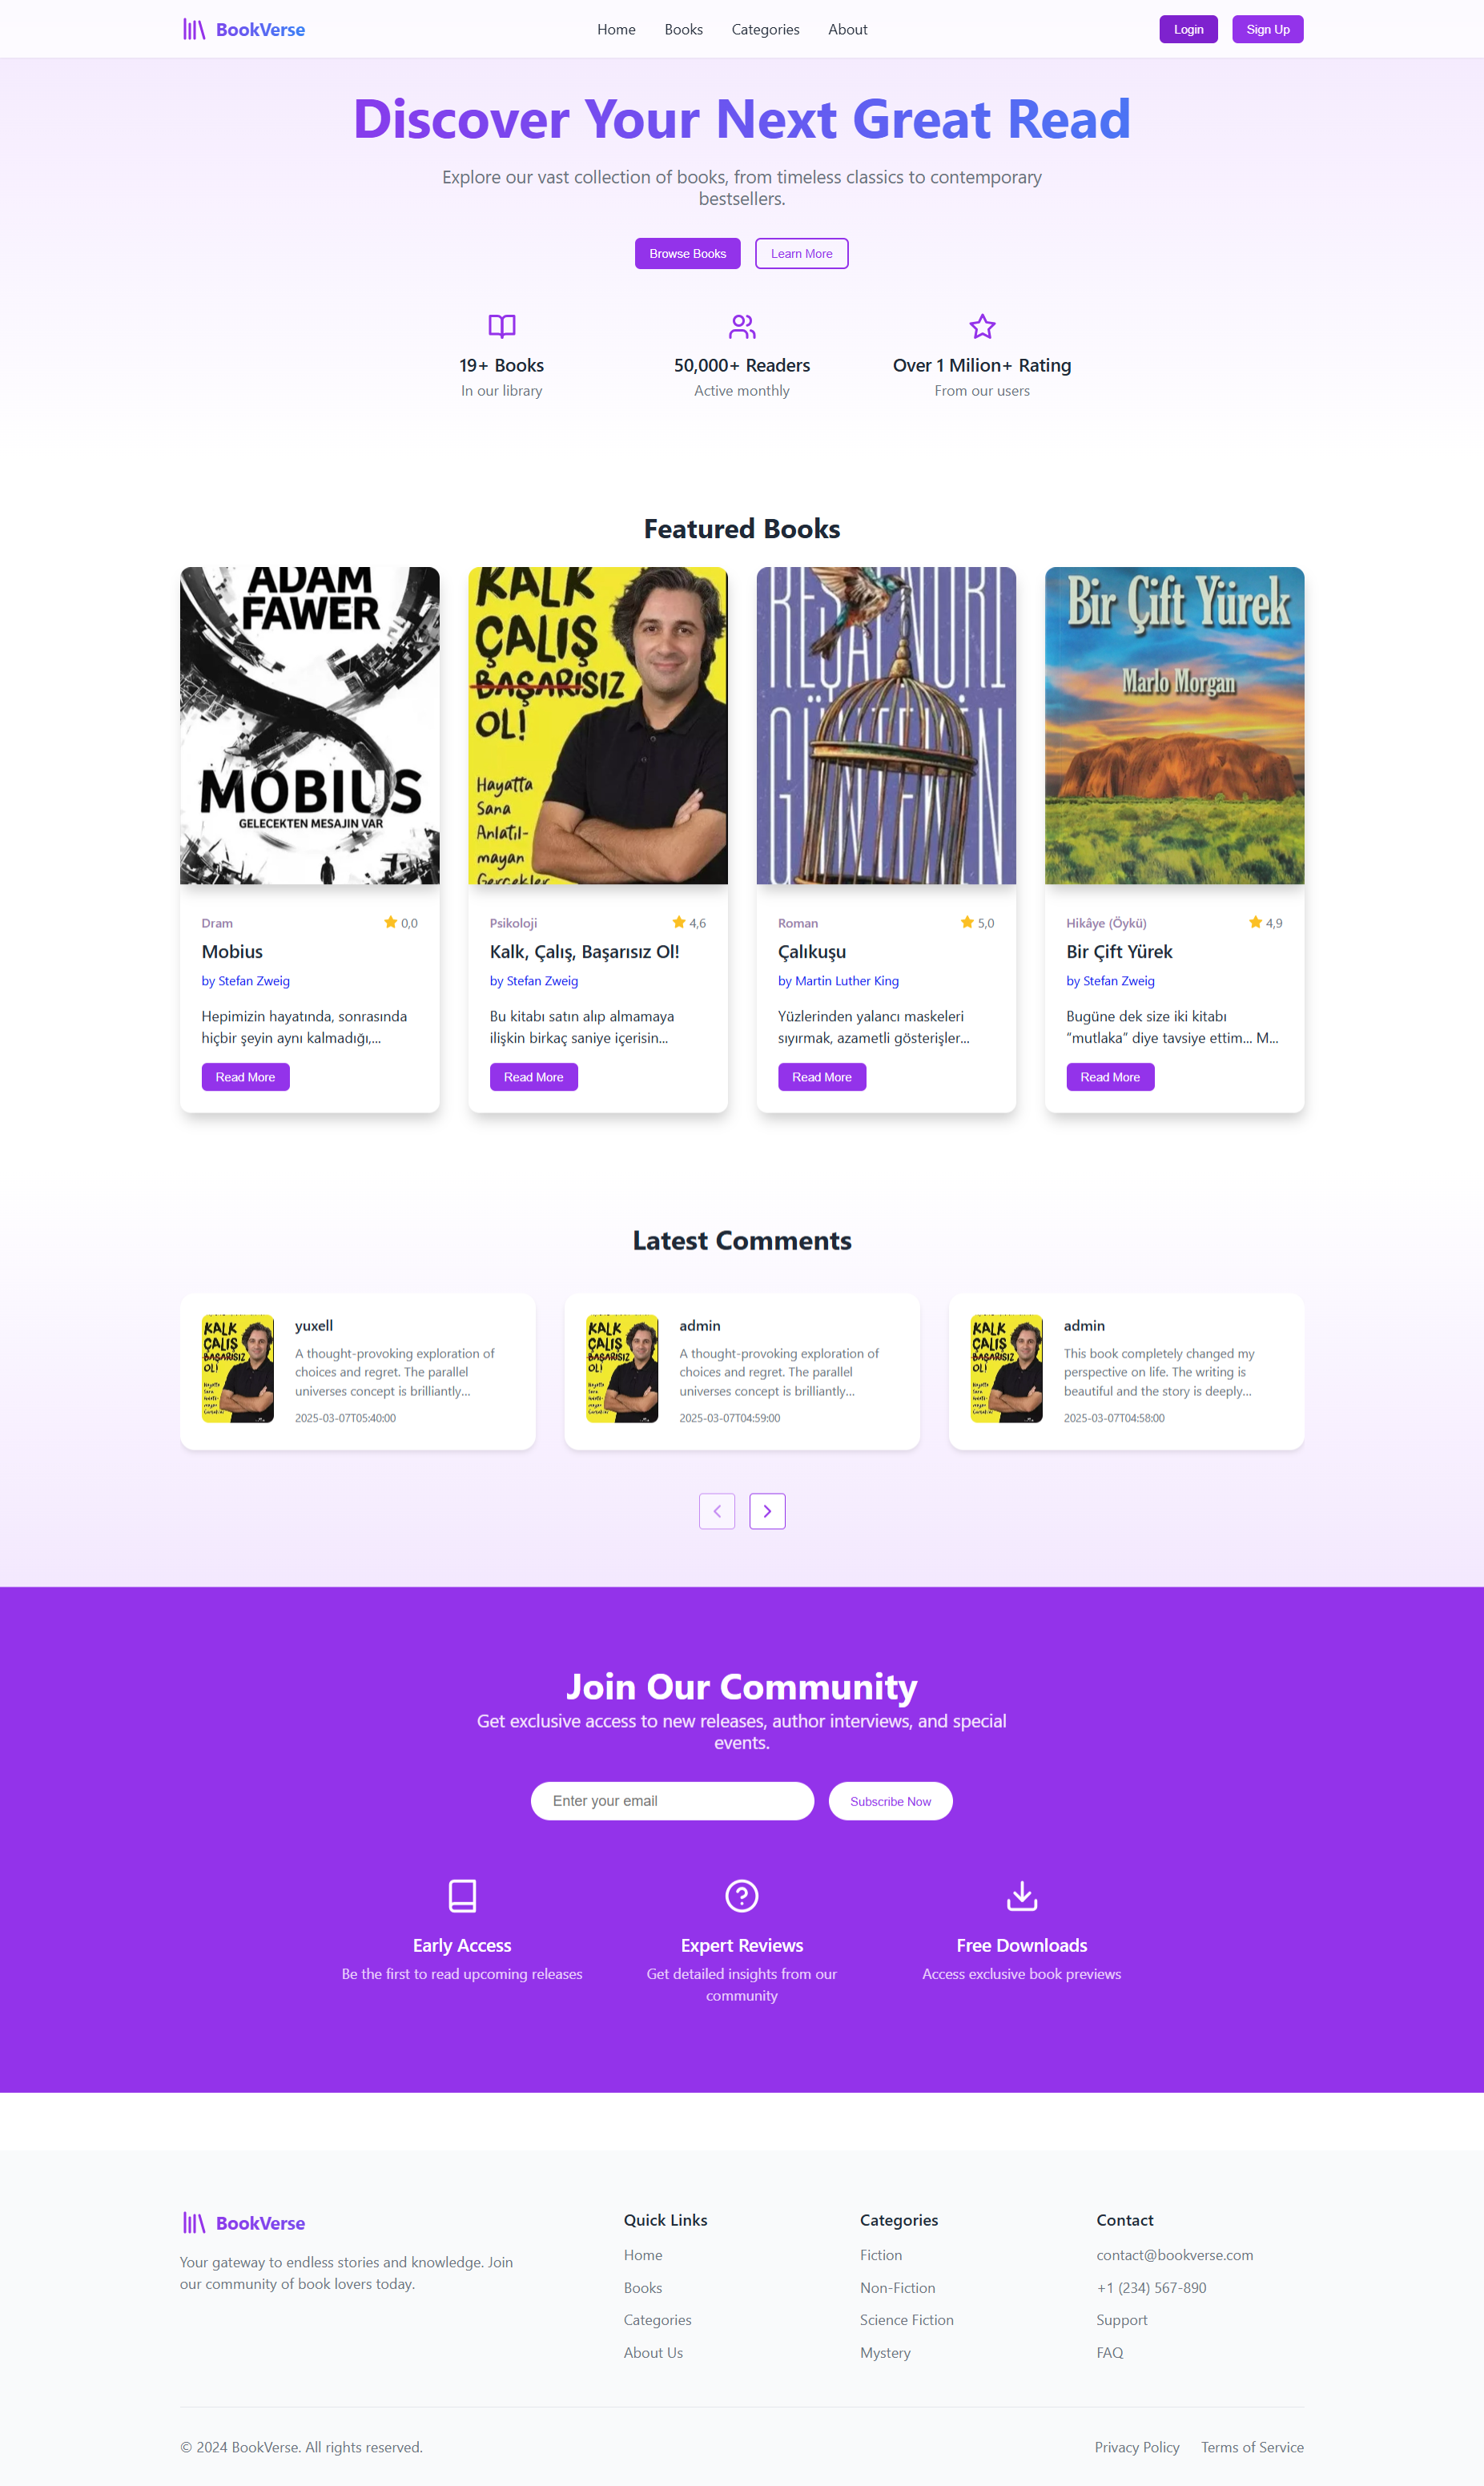 BookVerse
Home Books Categories About
Login Sign Up
Discover Your Next Great Read
Explore our vast collection of books, from timeless classics to contemporary
bestsellers.
Browse Books Learn More
19+ Books
In our library
50,000+ Readers
Active monthly
Over 1 Milion+ Rating
From our users
Featured Books
ADAM
FAWER
MOBIUS
GELECEKTEN MESAJIN VAR
Dram 0,0
Mobius
by Stefan Zweig
Hepimizin hayatında, sonrasında
hiçbir şeyin aynı kalmadığı,...
Read More
KALK
ÇALIŞ
BAŞARISIZ
OL!
Hayatta
Sana
Anlatıl-
mayan
Gerçekler
Psikoloji 4,6
Kalk, Çalış, Başarısız Ol!
by Stefan Zweig
Bu kitabı satın alıp almamaya
ilişkin birkaç saniye içerisin...
Read More
REŞAT NURİ
GÜNTEKİN
Roman 5,0
Çalıkuşu
by Martin Luther King
Yüzlerinden yalancı maskeleri
sıyırmak, azametli gösterişler...
Read More
Bir Çift Yürek
Marlo Morgan
Hikâye (Öykü) 4,9
Bir Çift Yürek
by Stefan Zweig
Bugüne dek size iki kitabı
“mutlaka” diye tavsiye ettim... M...
Read More
Latest Comments
KALK
ÇALIŞ
BAŞARISIZ
OL!
yuxell
A thought-provoking exploration of
choices and regret. The parallel
universes concept is brilliantly...
2025-03-07T05:40:00
KALK
ÇALIŞ
BAŞARISIZ
OL!
admin
A thought-provoking exploration of
choices and regret. The parallel
universes concept is brilliantly...
2025-03-07T04:59:00
KALK
ÇALIŞ
BAŞARISIZ
OL!
admin
This book completely changed my
perspective on life. The writing is
beautiful and the story is deeply...
2025-03-07T04:58:00
Join Our Community
Get exclusive access to new releases, author interviews, and special
events.
Enter your email Subscribe Now
Early Access
Be the first to read upcoming releases
Expert Reviews
Get detailed insights from our
community
Free Downloads
Access exclusive book previews
BookVerse
Your gateway to endless stories and knowledge. Join
our community of book lovers today.
Quick Links
Home
Books
Categories
About Us
Categories
Fiction
Non-Fiction
Science Fiction
Mystery
Contact
contact@bookverse.com
+1 (234) 567-890
Support
FAQ
© 2024 BookVerse. All rights reserved.
Privacy Policy Terms of Service